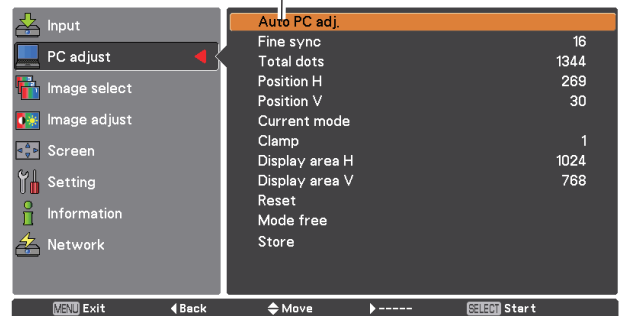 Input
PC adjust
Image select
Image adjust
Screen
Setting
Information
Network
Auto PC adj.
Fine sync 16
Total dots 1344
Position H 269
Position V 30
Current mode
Clamp 1
Display area H 1024
Display area V 768
Reset
Mode free
Store
MENU Exit Back Move ----- SELECT Start